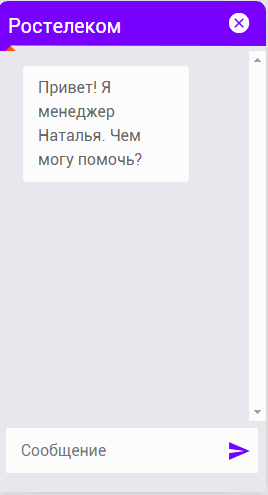 Ростелеком
Привет! Я
менеджер
Наталья. Чем
могу помочь?
Сообщение